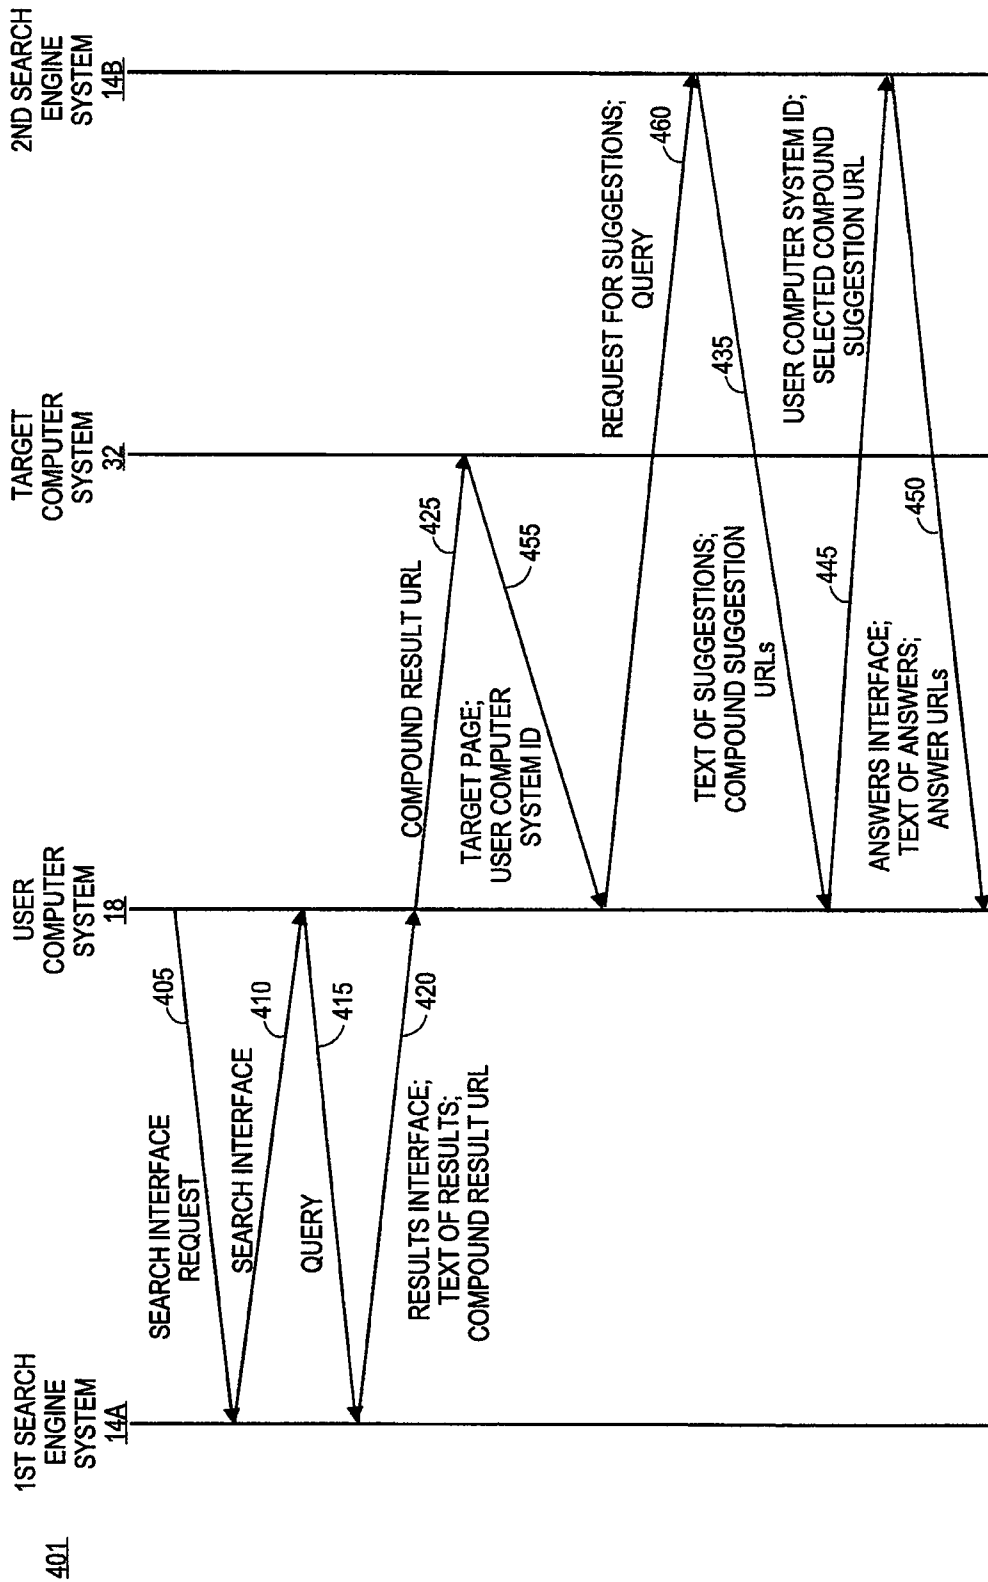 401
1ST SEARCH
ENGINE
SYSTEM
14A
USER
COMPUTER
SYSTEM
18
TARGET
COMPUTER
SYSTEM
32
2ND SEARCH
ENGINE
SYSTEM
14B
SEARCH INTERFACE
REQUEST
405
SEARCH INTERFACE
410
QUERY
415
RESULTS INTERFACE;
TEXT OF RESULTS;
COMPOUND RESULT URL
420
COMPOUND RESULT URL
425
TARGET PAGE;
USER COMPUTER
SYSTEM ID
455
REQUEST FOR SUGGESTIONS;
QUERY
460
TEXT OF SUGGESTIONS;
COMPOUND SUGGESTION
URLs
435
USER COMPUTER SYSTEM ID;
SELECTED COMPOUND
SUGGESTION URL
445
ANSWERS INTERFACE;
TEXT OF ANSWERS;
ANSWER URLs
450